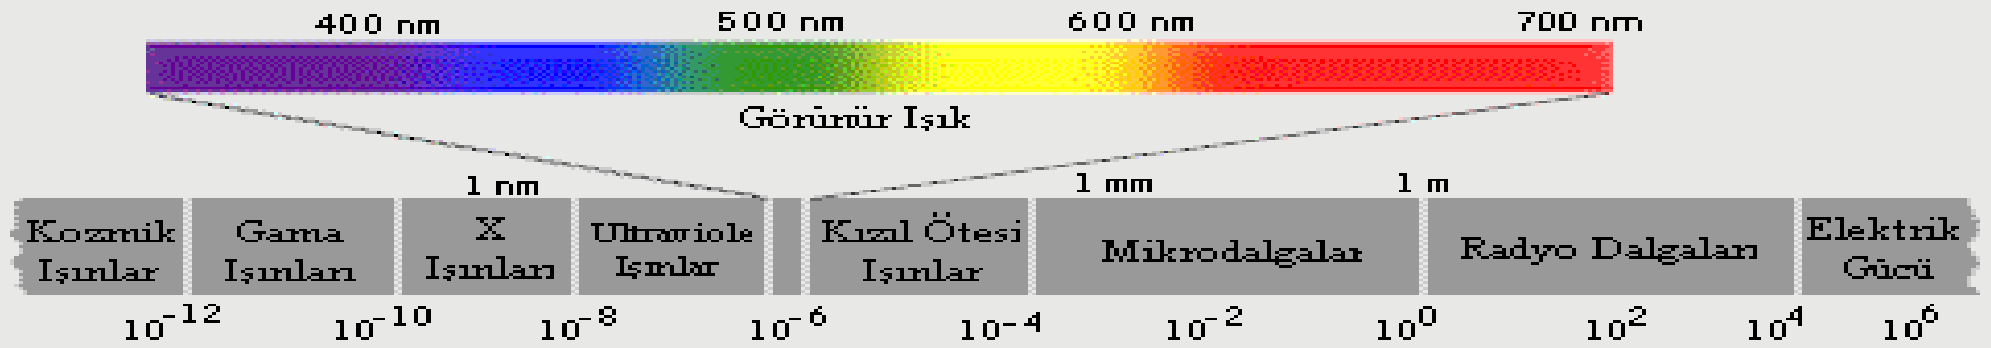 400 nm 500 nm 600 nm 700 nm
Görünür Işık
1 nm 1 mm 1 m
Kozmik Işınlar
Gama Işınları
X Işınları
Ultraviole Işınlar
Kızıl Ötesi Işınlar
Mikrodalgalar
Radyo Dalgaları
Elektrik Gücü
10⁻¹² 10⁻¹⁰ 10⁻⁸ 10⁻⁶ 10⁻⁴ 10⁻² 10⁰ 10² 10⁴ 10⁶